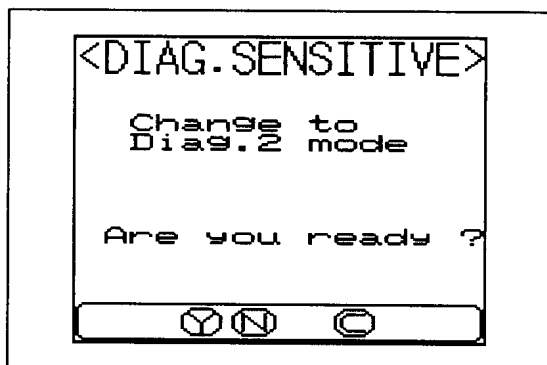 <DIAG.SENSITIVE>
Change to
Diag.2 mode
Are you ready ?
Y N C